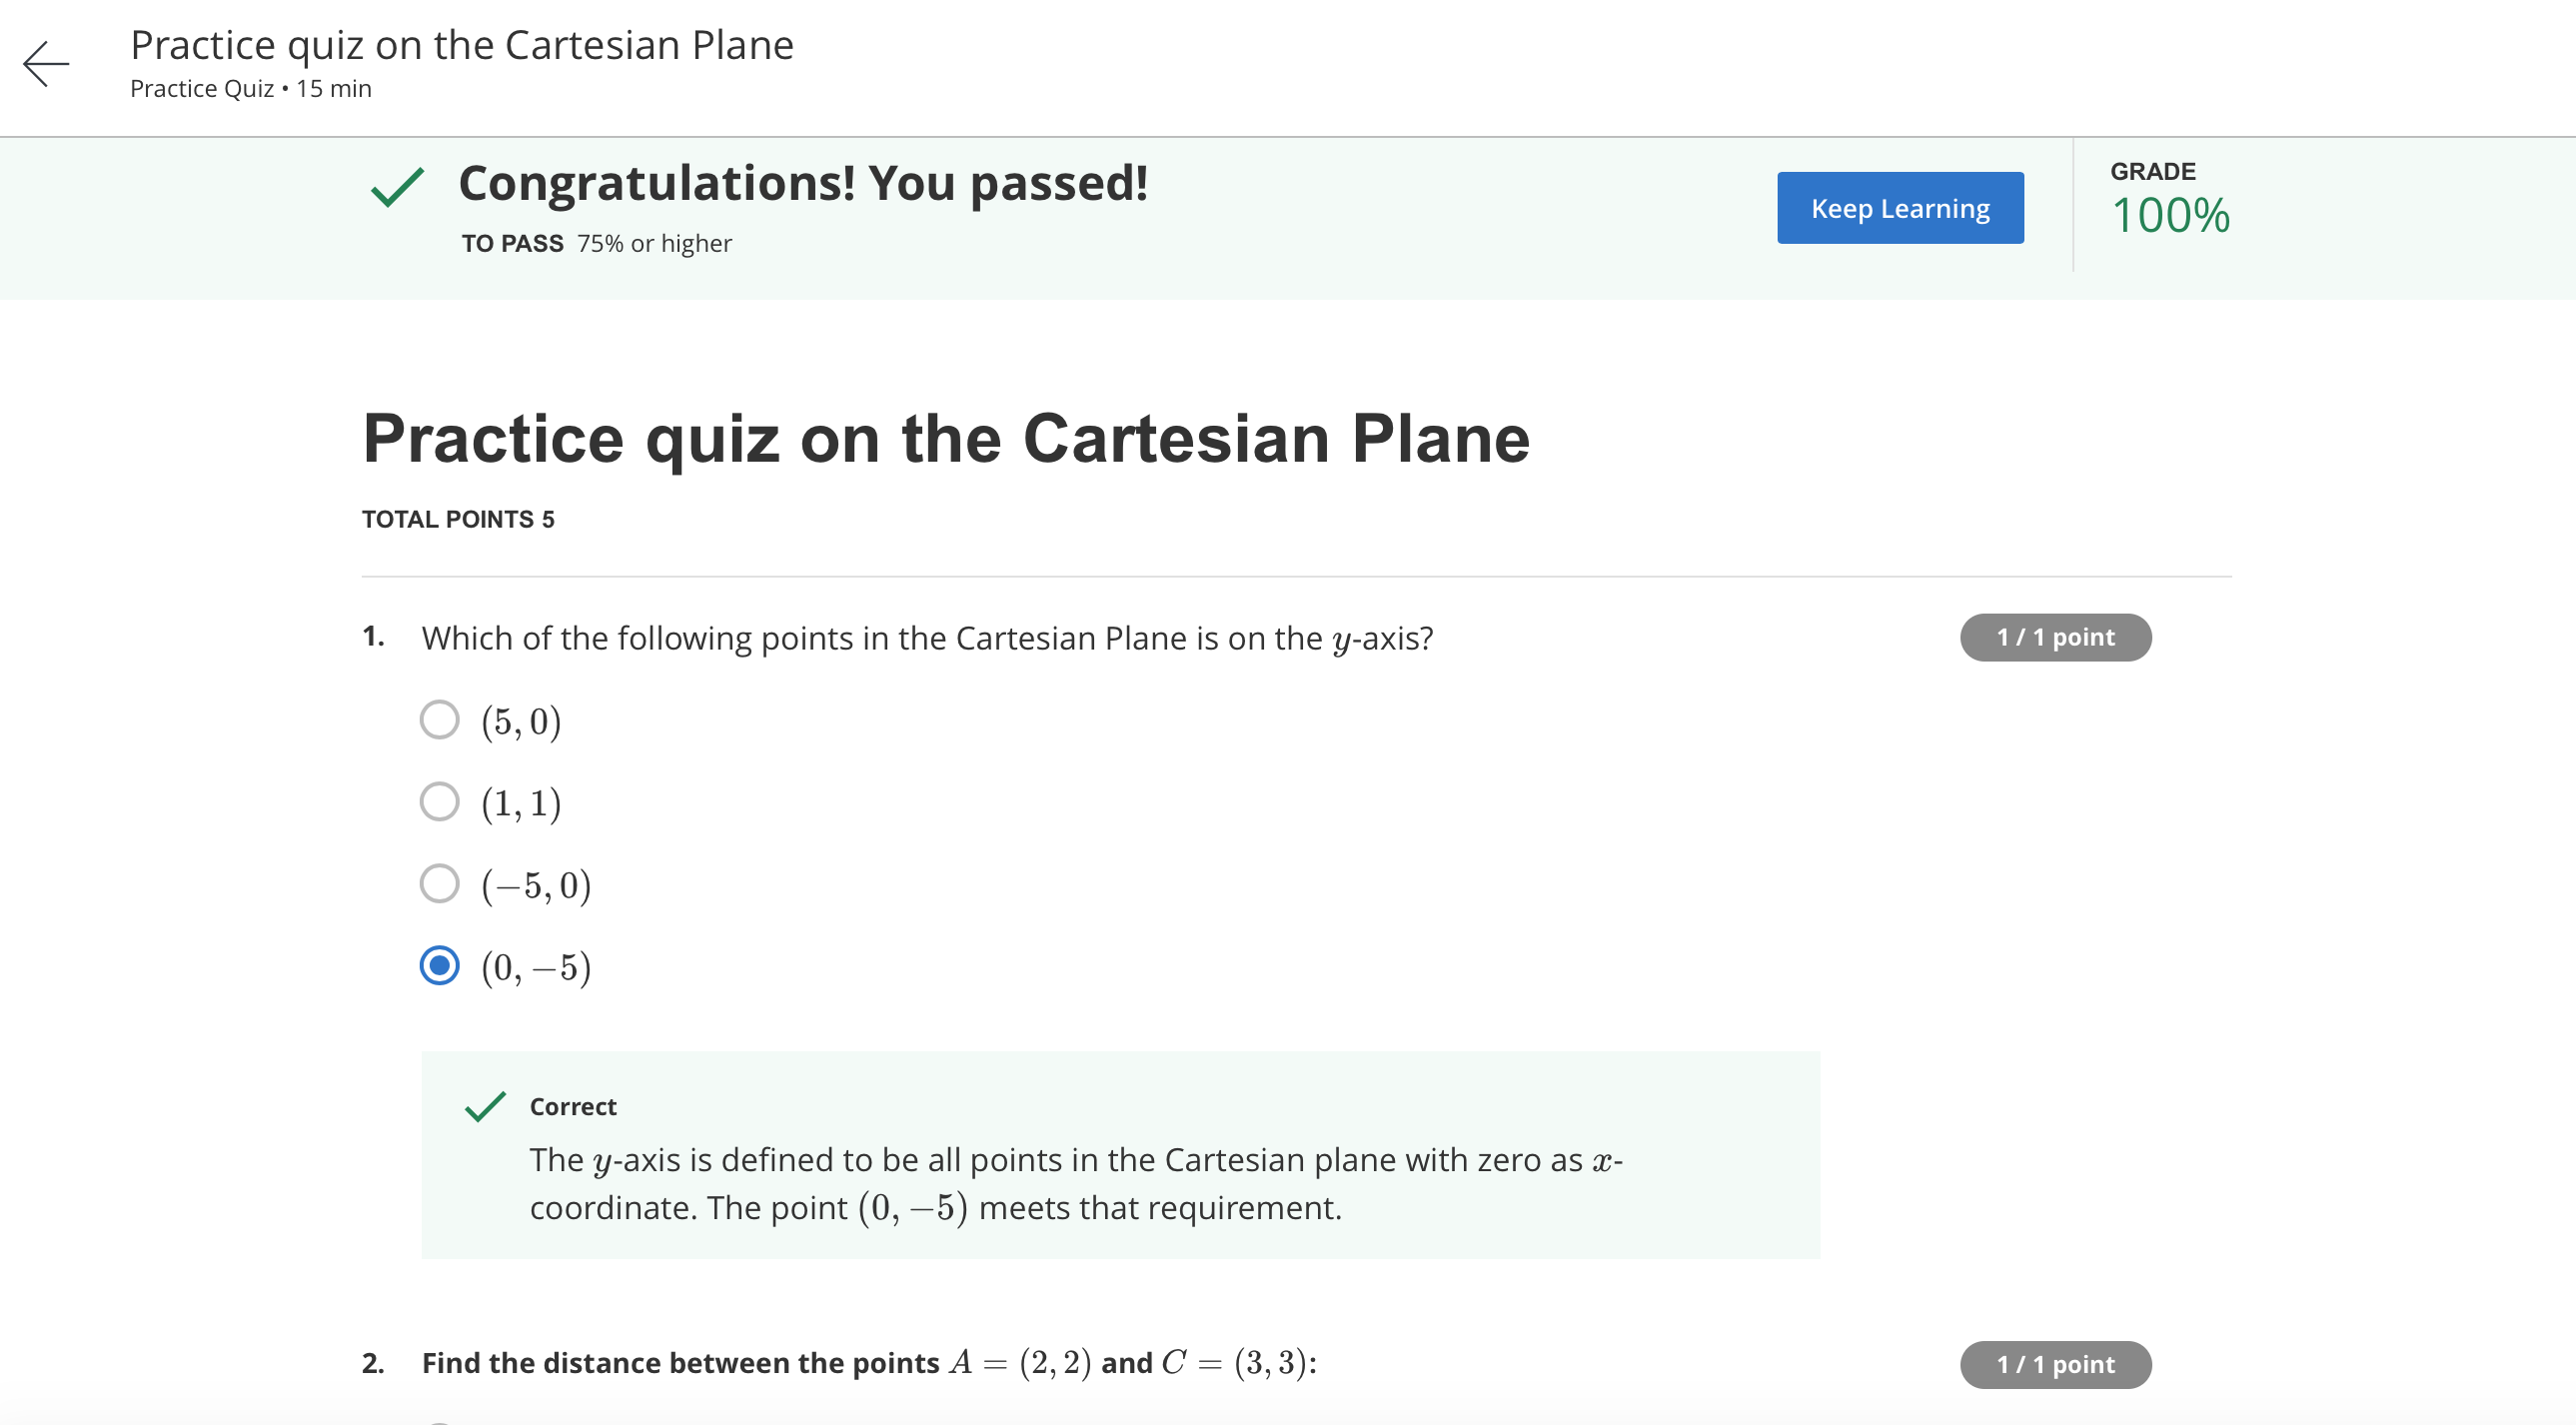 Practice quiz on the Cartesian Plane
Practice Quiz • 15 min
Congratulations! You passed!
TO PASS 75% or higher
Keep Learning
GRADE
100%
Practice quiz on the Cartesian Plane
TOTAL POINTS 5
1. Which of the following points in the Cartesian Plane is on the y-axis?
1 / 1 point
(5, 0)
(1, 1)
(−5, 0)
(0, −5)
Correct
The y-axis is defined to be all points in the Cartesian plane with zero as x-
coordinate. The point (0, −5) meets that requirement.
2. Find the distance between the points A = (2, 2) and C = (3, 3):
1 / 1 point